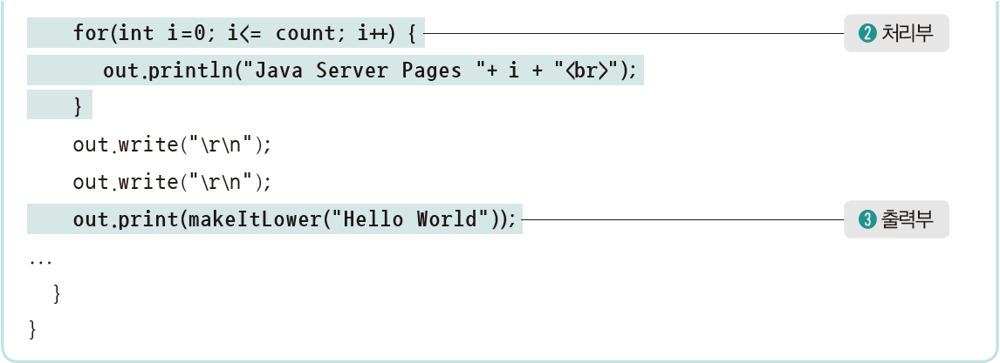 for(int i=0; i<= count; i++) { ❷ 처리부
out.println("Java Server Pages "+ i + "<br>");
}
out.write("\r\n");
out.write("\r\n");
out.print(makeItLower("Hello World")); ❸ 출력부
...
}
}